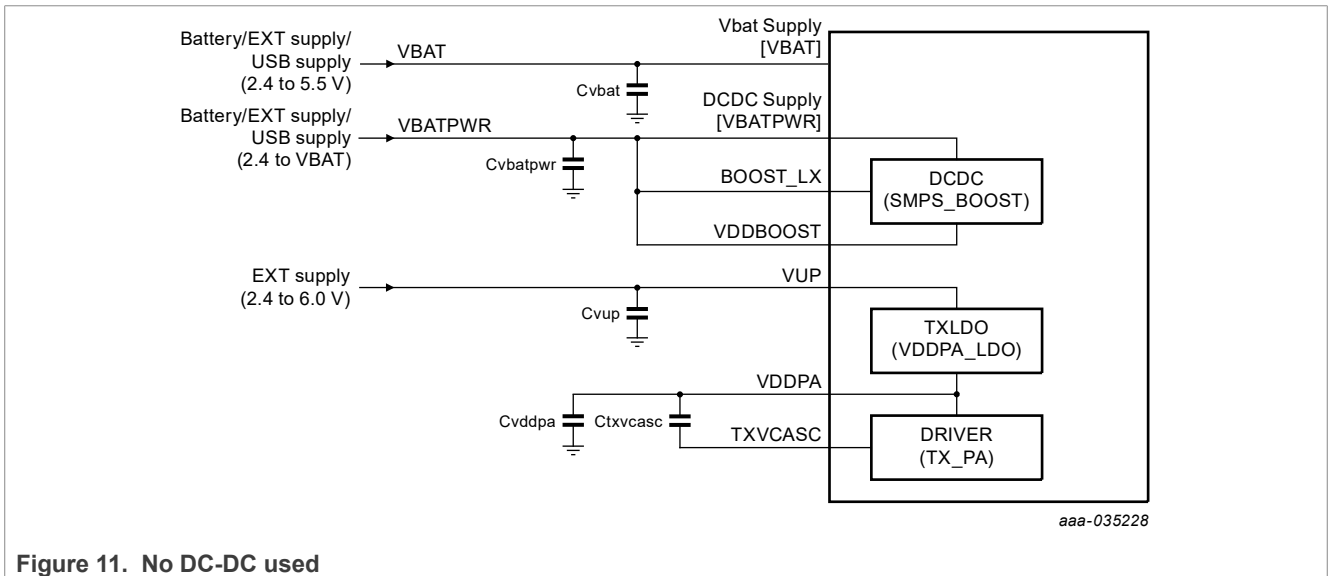 Battery/EXT supply/
USB supply
(2.4 to 5.5 V)
VBAT
Vbat Supply
[VBAT]
Cvbat
Battery/EXT supply/
USB supply
(2.4 to VBAT)
VBATPWR
DCDC Supply
[VBATPWR]
Cvbatpwr
BOOST_LX
DCDC
(SMPS_BOOST)
VDDBOOST
EXT supply
(2.4 to 6.0 V)
VUP
Cvup
TXLDO
(VDDPA_LDO)
VDDPA
Cvddpa
Ctxvcasc
TXVCASC
DRIVER
(TX_PA)
aaa-035228
Figure 11. No DC-DC used